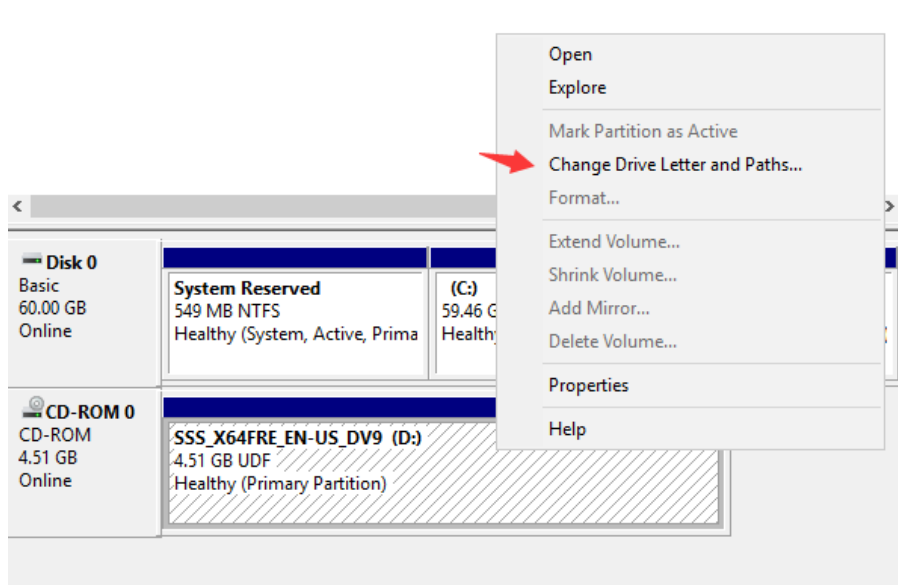 Open
Explore
Mark Partition as Active
Change Drive Letter and Paths...
Format...
Extend Volume...
Shrink Volume...
Add Mirror...
Delete Volume...
Properties
Help
Disk 0
Basic
60.00 GB
Online
System Reserved
549 MB NTFS
Healthy (System, Active, Prima
(C:)
59.46 G
Healthy
CD-ROM 0
CD-ROM
4.51 GB
Online
SSS_X64FRE_EN-US_DV9 (D:)
4.51 GB UDF
Healthy (Primary Partition)